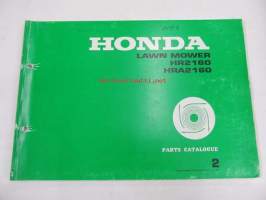 HONDA
LAWN MOWER
HR2160
HRA2160
PARTS CATALOGUE
2